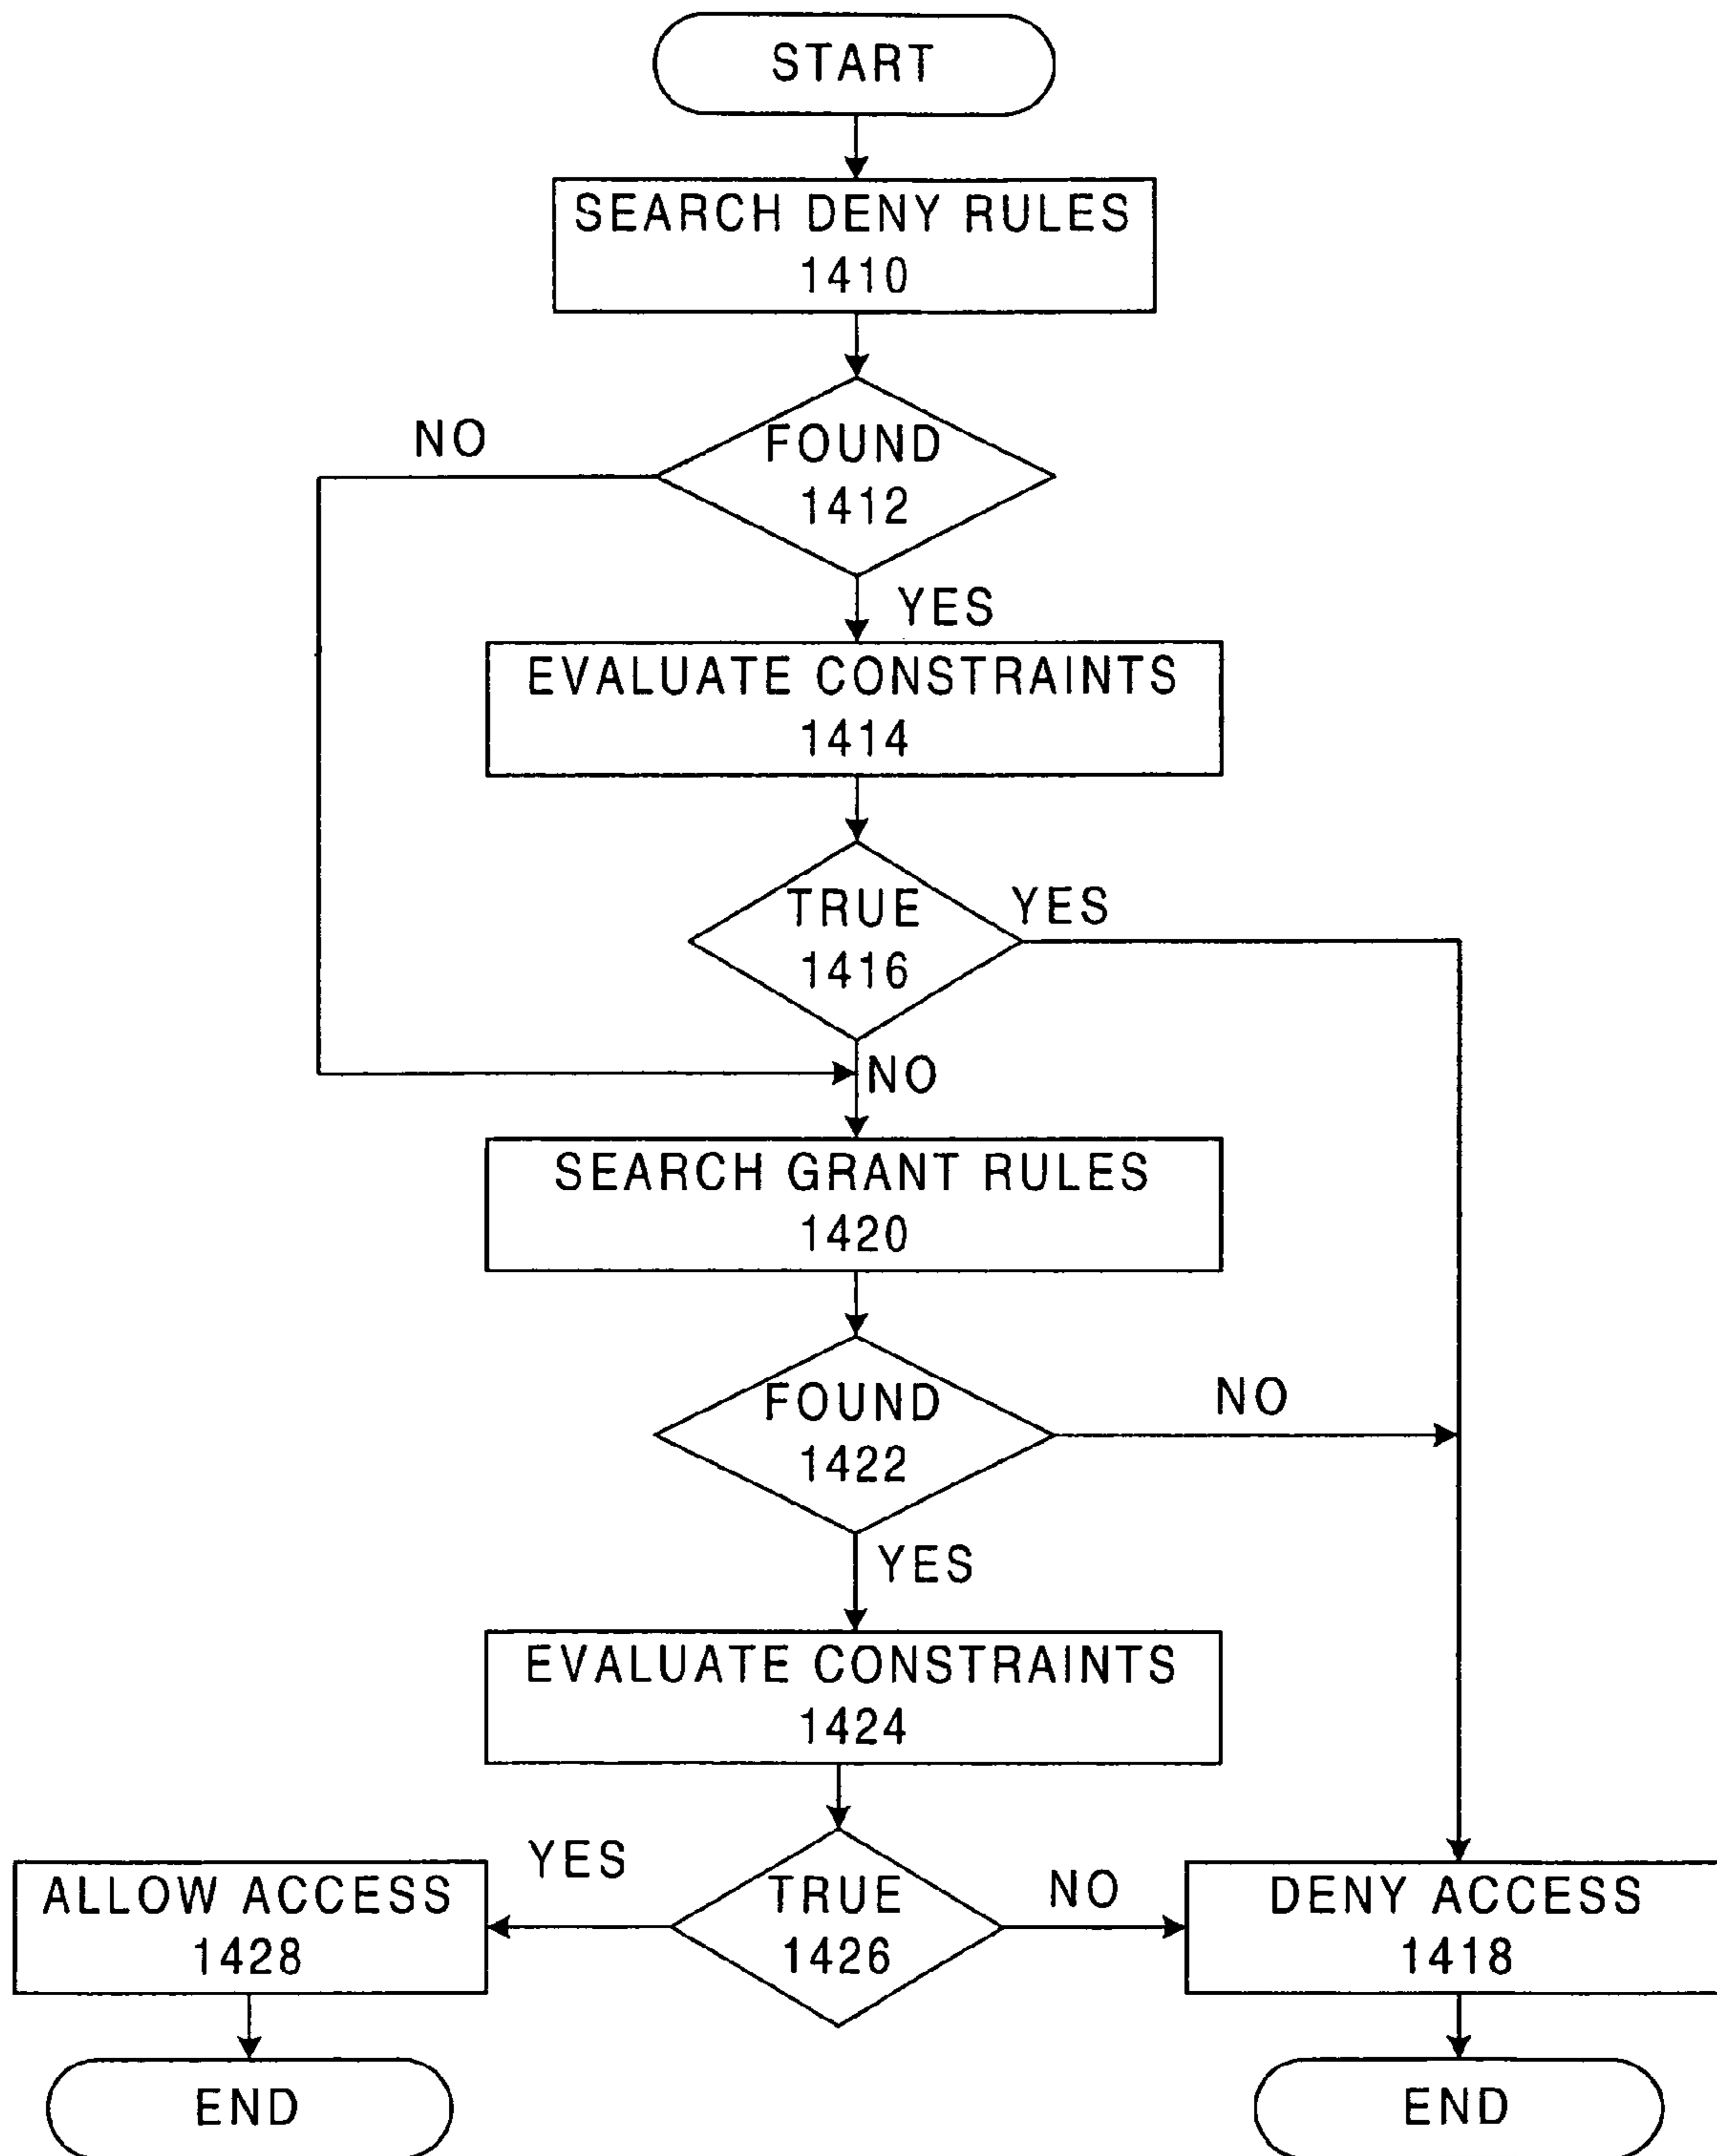 START
SEARCH DENY RULES
1410
NO
FOUND
1412
YES
EVALUATE CONSTRAINTS
1414
TRUE
1416
YES
NO
SEARCH GRANT RULES
1420
FOUND
1422
NO
YES
EVALUATE CONSTRAINTS
1424
YES
NO
ALLOW ACCESS
1428
TRUE
1426
DENY ACCESS
1418
END
END